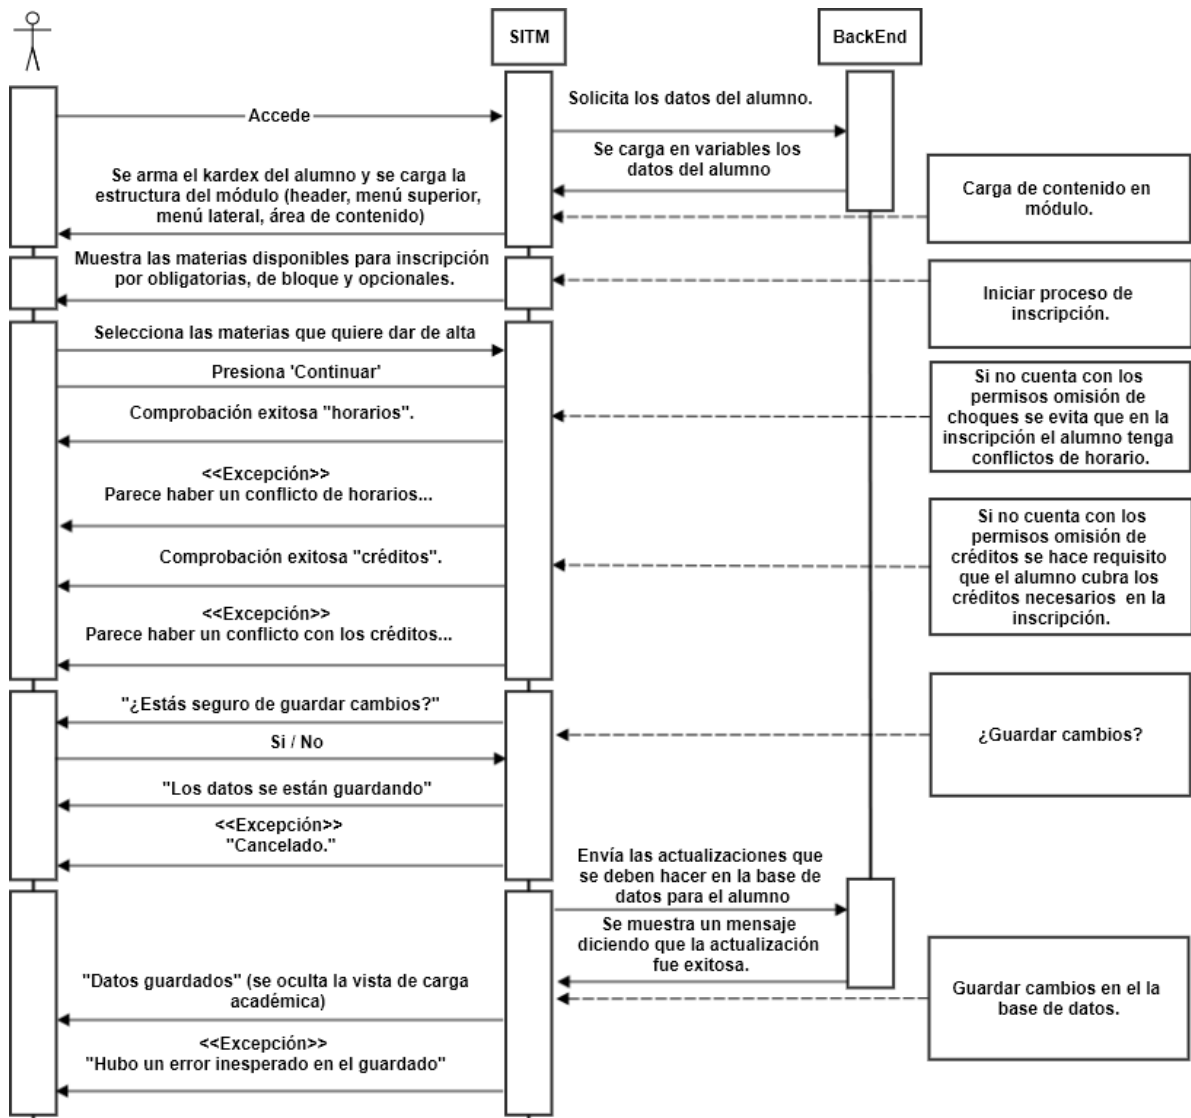 SITM
BackEnd
Accede
Solicita los datos del alumno.
Se carga en variables los
datos del alumno
Se arma el kardex del alumno y se carga la
estructura del módulo (header, menú superior,
menú lateral, área de contenido)
Carga de contenido en
módulo.
Muestra las materias disponibles para inscripción
por obligatorias, de bloque y opcionales.
Iniciar proceso de
inscripción.
Selecciona las materias que quiere dar de alta
Presiona 'Continuar'
Comprobación exitosa "horarios".
Si no cuenta con los
permisos omisión de
choques se evita que en la
inscripción el alumno tenga
conflictos de horario.
<<Excepción>>
Parece haber un conflicto de horarios...
Comprobación exitosa "créditos".
Si no cuenta con los
permisos omisión de
créditos se hace requisito
que el alumno cubra los
créditos necesarios en la
inscripción.
<<Excepción>>
Parece haber un conflicto con los créditos...
"¿Estás seguro de guardar cambios?"
¿Guardar cambios?
Si / No
"Los datos se están guardando"
<<Excepción>>
"Cancelado."
Envía las actualizaciones que
se deben hacer en la base de
datos para el alumno
Se muestra un mensaje
diciendo que la actualización
fue exitosa.
"Datos guardados" (se oculta la vista de carga
académica)
Guardar cambios en el la
base de datos.
<<Excepción>>
"Hubo un error inesperado en el guardado"